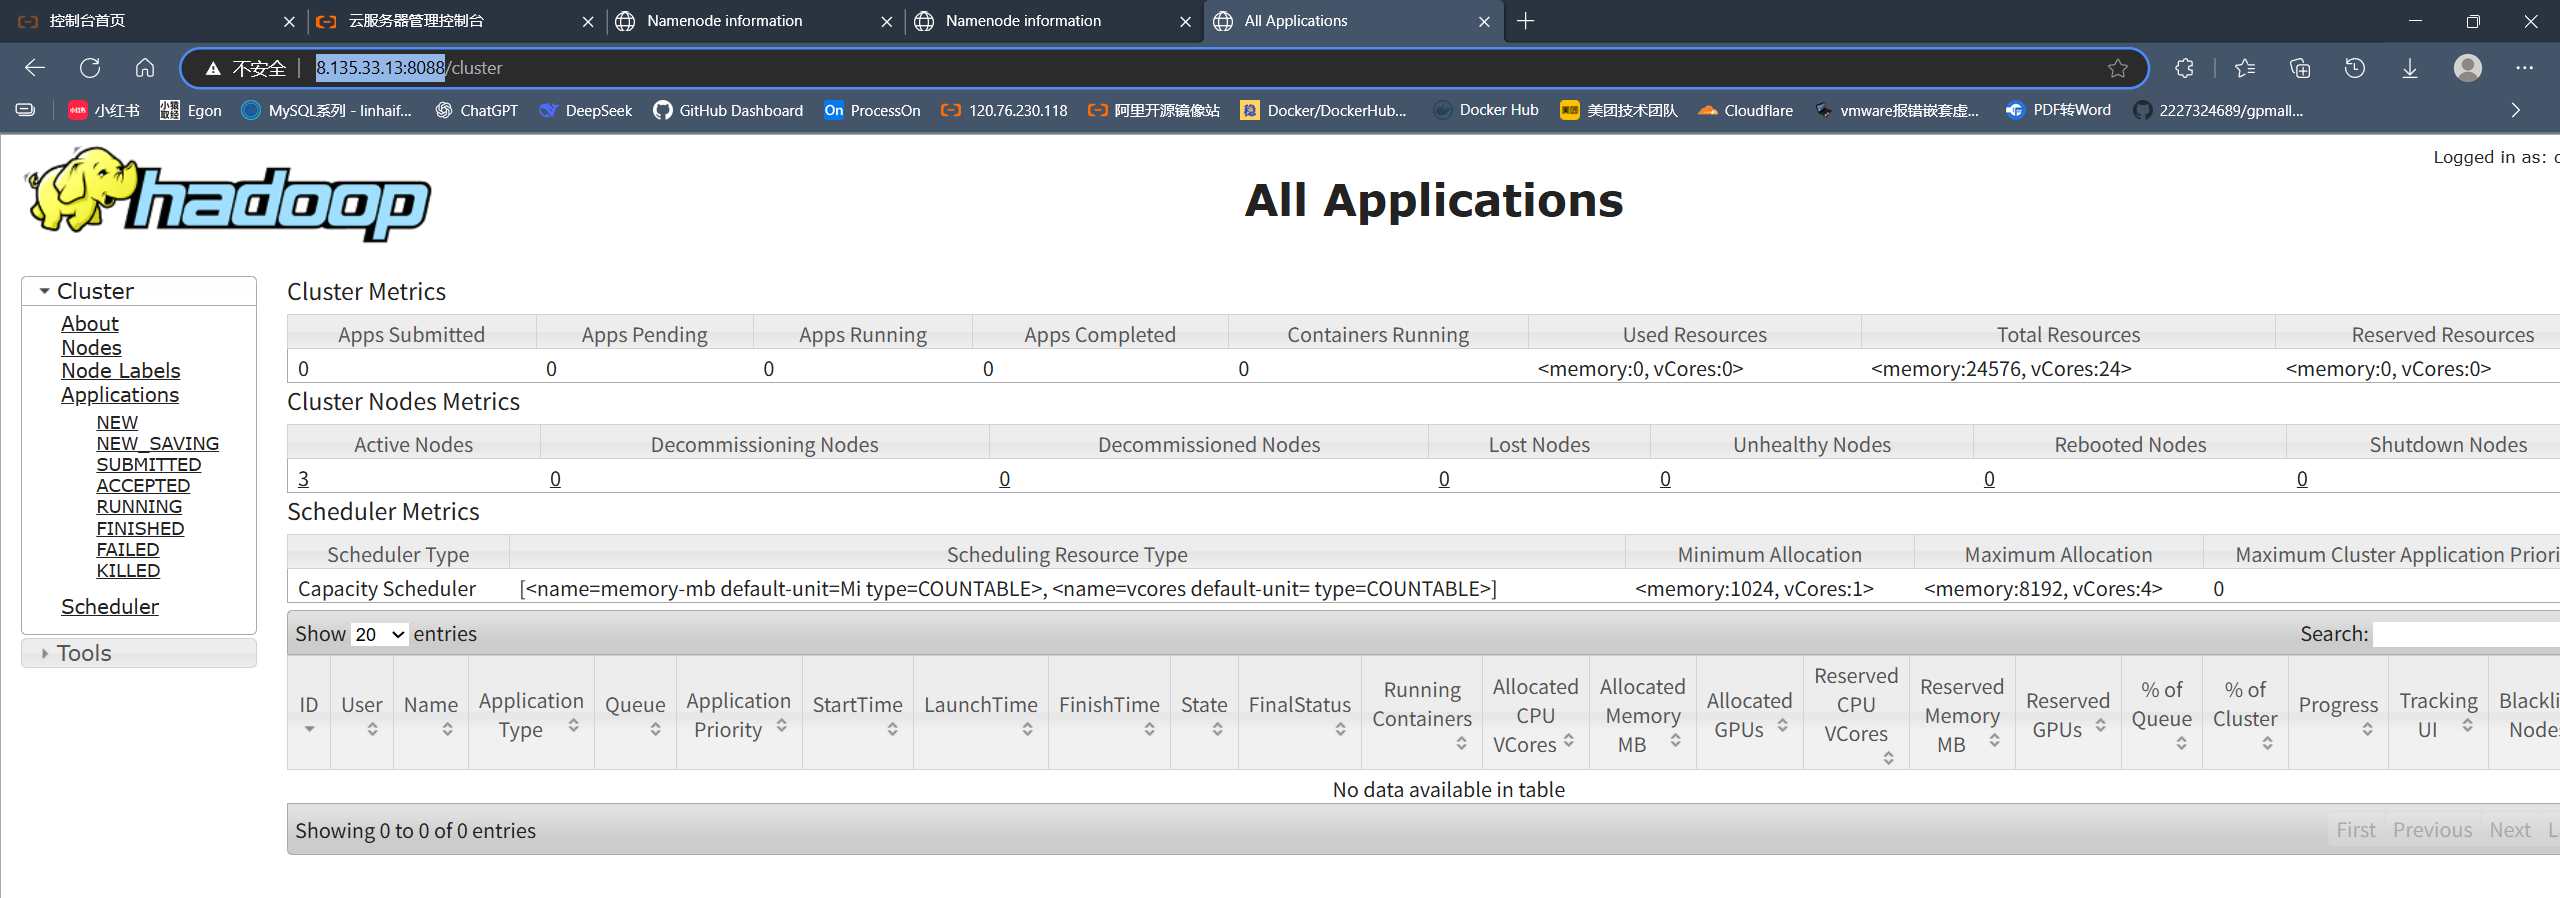 控制台首页
云服务器管理控制台
Namenode information
Namenode information
All Applications
不安全 | 8.135.33.13:8088/cluster
小红书
小猿取经 Egon
MySQL系列 - linhaif...
ChatGPT
DeepSeek
GitHub Dashboard
On ProcessOn
120.76.230.118
阿里开源镜像站
稳 Docker/DockerHub...
Docker Hub
美团 美团技术团队
Cloudflare
vmware报错嵌套虚...
PDF转Word
2227324689/gpmall...
hadoop
All Applications
Logged in as:
Cluster
About
Nodes
Node Labels
Applications
NEW
NEW_SAVING
SUBMITTED
ACCEPTED
RUNNING
FINISHED
FAILED
KILLED
Scheduler
Tools
Cluster Metrics
Apps Submitted Apps Pending Apps Running Apps Completed Containers Running Used Resources Total Resources Reserved Resources
0 0 0 0 0 <memory:0, vCores:0> <memory:24576, vCores:24> <memory:0, vCores:0>
Cluster Nodes Metrics
Active Nodes Decommissioning Nodes Decommissioned Nodes Lost Nodes Unhealthy Nodes Rebooted Nodes Shutdown Nodes
3 0 0 0 0 0 0
Scheduler Metrics
Scheduler Type Scheduling Resource Type Minimum Allocation Maximum Allocation Maximum Cluster Application Priori
Capacity Scheduler [<name=memory-mb default-unit=Mi type=COUNTABLE>, <name=vcores default-unit= type=COUNTABLE>] <memory:1024, vCores:1> <memory:8192, vCores:4> 0
Show 20 entries
Search:
ID
User
Name
Application
Type
Queue
Application
Priority
StartTime
LaunchTime
FinishTime
State
FinalStatus
Running
Containers
Allocated
CPU
VCores
Allocated
Memory
MB
Allocated
GPUs
Reserved
CPU
VCores
Reserved
Memory
MB
Reserved
GPUs
% of
Queue
% of
Cluster
Progress
Tracking
UI
Blackli
Node
No data available in table
Showing 0 to 0 of 0 entries
First Previous Next L